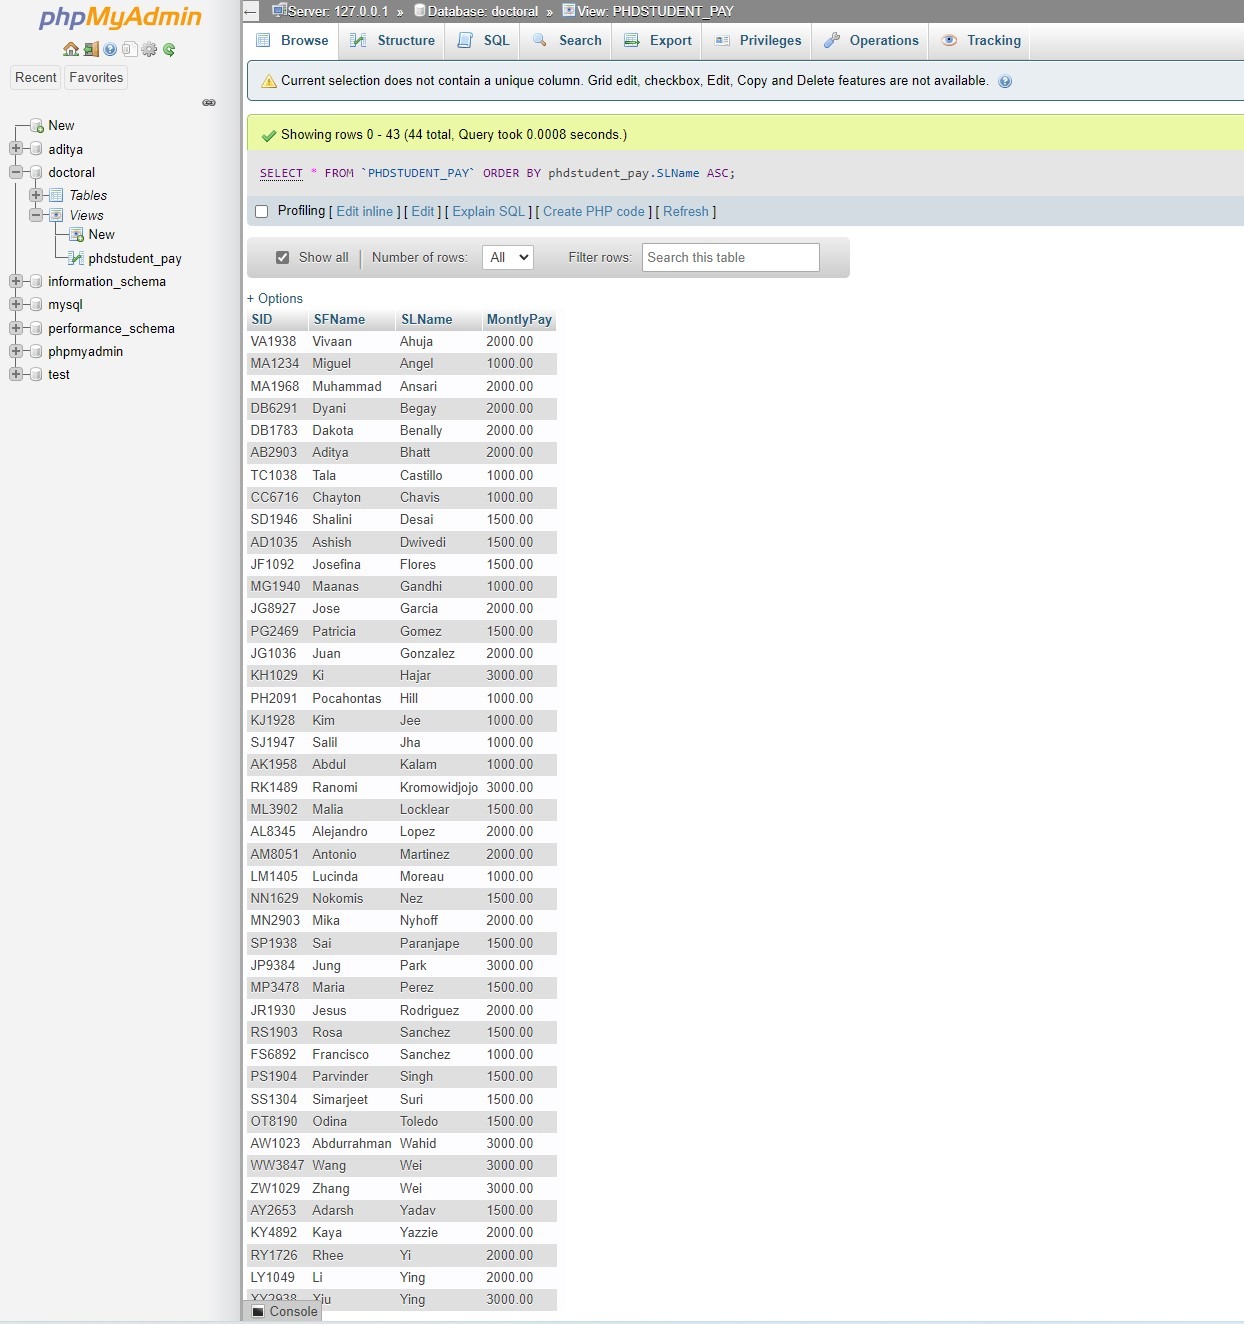 phpMyAdmin
Recent Favorites
New
aditya
doctoral
Tables
Views
New
phdstudent_pay
information_schema
mysql
performance_schema
phpmyadmin
test
Server: 127.0.0.1 » Database: doctoral » View: PHDSTUDENT_PAY
Browse Structure SQL Search Export Privileges Operations Tracking
Current selection does not contain a unique column. Grid edit, checkbox, Edit, Copy and Delete features are not available.
Showing rows 0 - 43 (44 total, Query took 0.0008 seconds.)
SELECT * FROM `PHDSTUDENT_PAY` ORDER BY phdstudent_pay.SLName ASC;
Profiling [ Edit inline ] [ Edit ] [ Explain SQL ] [ Create PHP code ] [ Refresh ]
Show all | Number of rows: All Filter rows: Search this table
+ Options
SID SFName SLName MontlyPay
VA1938 Vivaan Ahuja 2000.00
MA1234 Miguel Angel 1000.00
MA1968 Muhammad Ansari 2000.00
DB6291 Dyani Begay 2000.00
DB1783 Dakota Benally 2000.00
AB2903 Aditya Bhatt 2000.00
TC1038 Tala Castillo 1000.00
CC6716 Chayton Chavis 1000.00
SD1946 Shalini Desai 1500.00
AD1035 Ashish Dwivedi 1500.00
JF1092 Josefina Flores 1500.00
MG1940 Maanas Gandhi 1000.00
JG8927 Jose Garcia 2000.00
PG2469 Patricia Gomez 1500.00
JG1036 Juan Gonzalez 2000.00
KH1029 Ki Hajar 3000.00
PH2091 Pocahontas Hill 1000.00
KJ1928 Kim Jee 1000.00
SJ1947 Salil Jha 1000.00
AK1958 Abdul Kalam 1000.00
RK1489 Ranomi Kromowidjojo 3000.00
ML3902 Malia Locklear 1500.00
AL8345 Alejandro Lopez 2000.00
AM8051 Antonio Martinez 2000.00
LM1405 Lucinda Moreau 1000.00
NN1629 Nokomis Nez 1500.00
MN2903 Mika Nyhoff 2000.00
SP1938 Sai Paranjape 1500.00
JP9384 Jung Park 3000.00
MP3478 Maria Perez 1500.00
JR1930 Jesus Rodriguez 2000.00
RS1903 Rosa Sanchez 1500.00
FS6892 Francisco Sanchez 1000.00
PS1904 Parvinder Singh 1500.00
SS1304 Simarjeet Suri 1500.00
OT8190 Odina Toledo 1500.00
AW1023 Abdurrahman Wahid 3000.00
WW3847 Wang Wei 3000.00
ZW1029 Zhang Wei 3000.00
AY2653 Adarsh Yadav 1500.00
KY4892 Kaya Yazzie 2000.00
RY1726 Rhee Yi 2000.00
LY1049 Li Ying 2000.00
XY2938 Xiu Ying 3000.00
Console